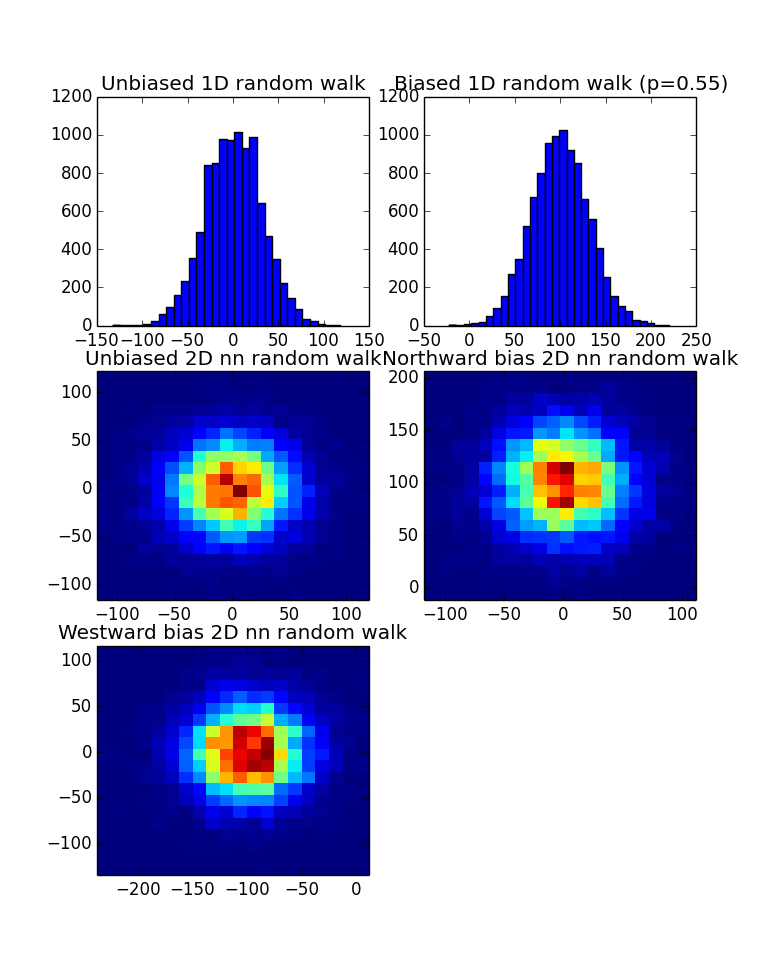 Unbiased 1D random walk
Biased 1D random walk (p=0.55)
1200
1000
800
600
400
200
0
−150 −100 −50 0 50 100 150
1200
1000
800
600
400
200
0
−50 0 50 100 150 200 250
Unbiased 2D nn random walk
Northward bias 2D nn random walk
100
50
0
−50
−100
−100 −50 0 50 100
200
150
100
50
0
−100 −50 0 50 100
Westward bias 2D nn random walk
100
50
0
−50
−100
−200 −150 −100 −50 0